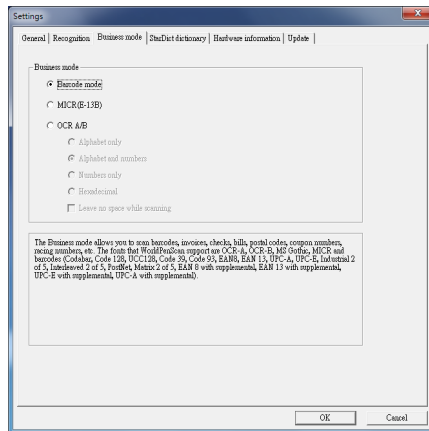 Settings
General Recognition Business mode StarDict dictionary Hardware information Update
Business mode
Barcode mode
MICR(E-13B)
OCR A/B
Alphabet only
Alphabet and numbers
Numbers only
Hexadecimal
Leave no space while scanning
The Business mode allows you to scan barcodes, invoices, checks, bills, postal codes, coupon numbers,
racing numbers, etc. The fonts that WorldPenScan support are OCR-A, OCR-B, MS Gothic, MICR and
barcodes (Codabar, Code 128, UCC128, Code 39, Code 93, EAN8, EAN 13, UPC-A, UPC-E, Industrial 2
of 5, Interleaved 2 of 5, PostNet, Matrix 2 of 5, EAN 8 with supplemental, EAN 13 with supplemental,
UPC-E with supplemental, UPC-A with supplemental).
OK Cancel